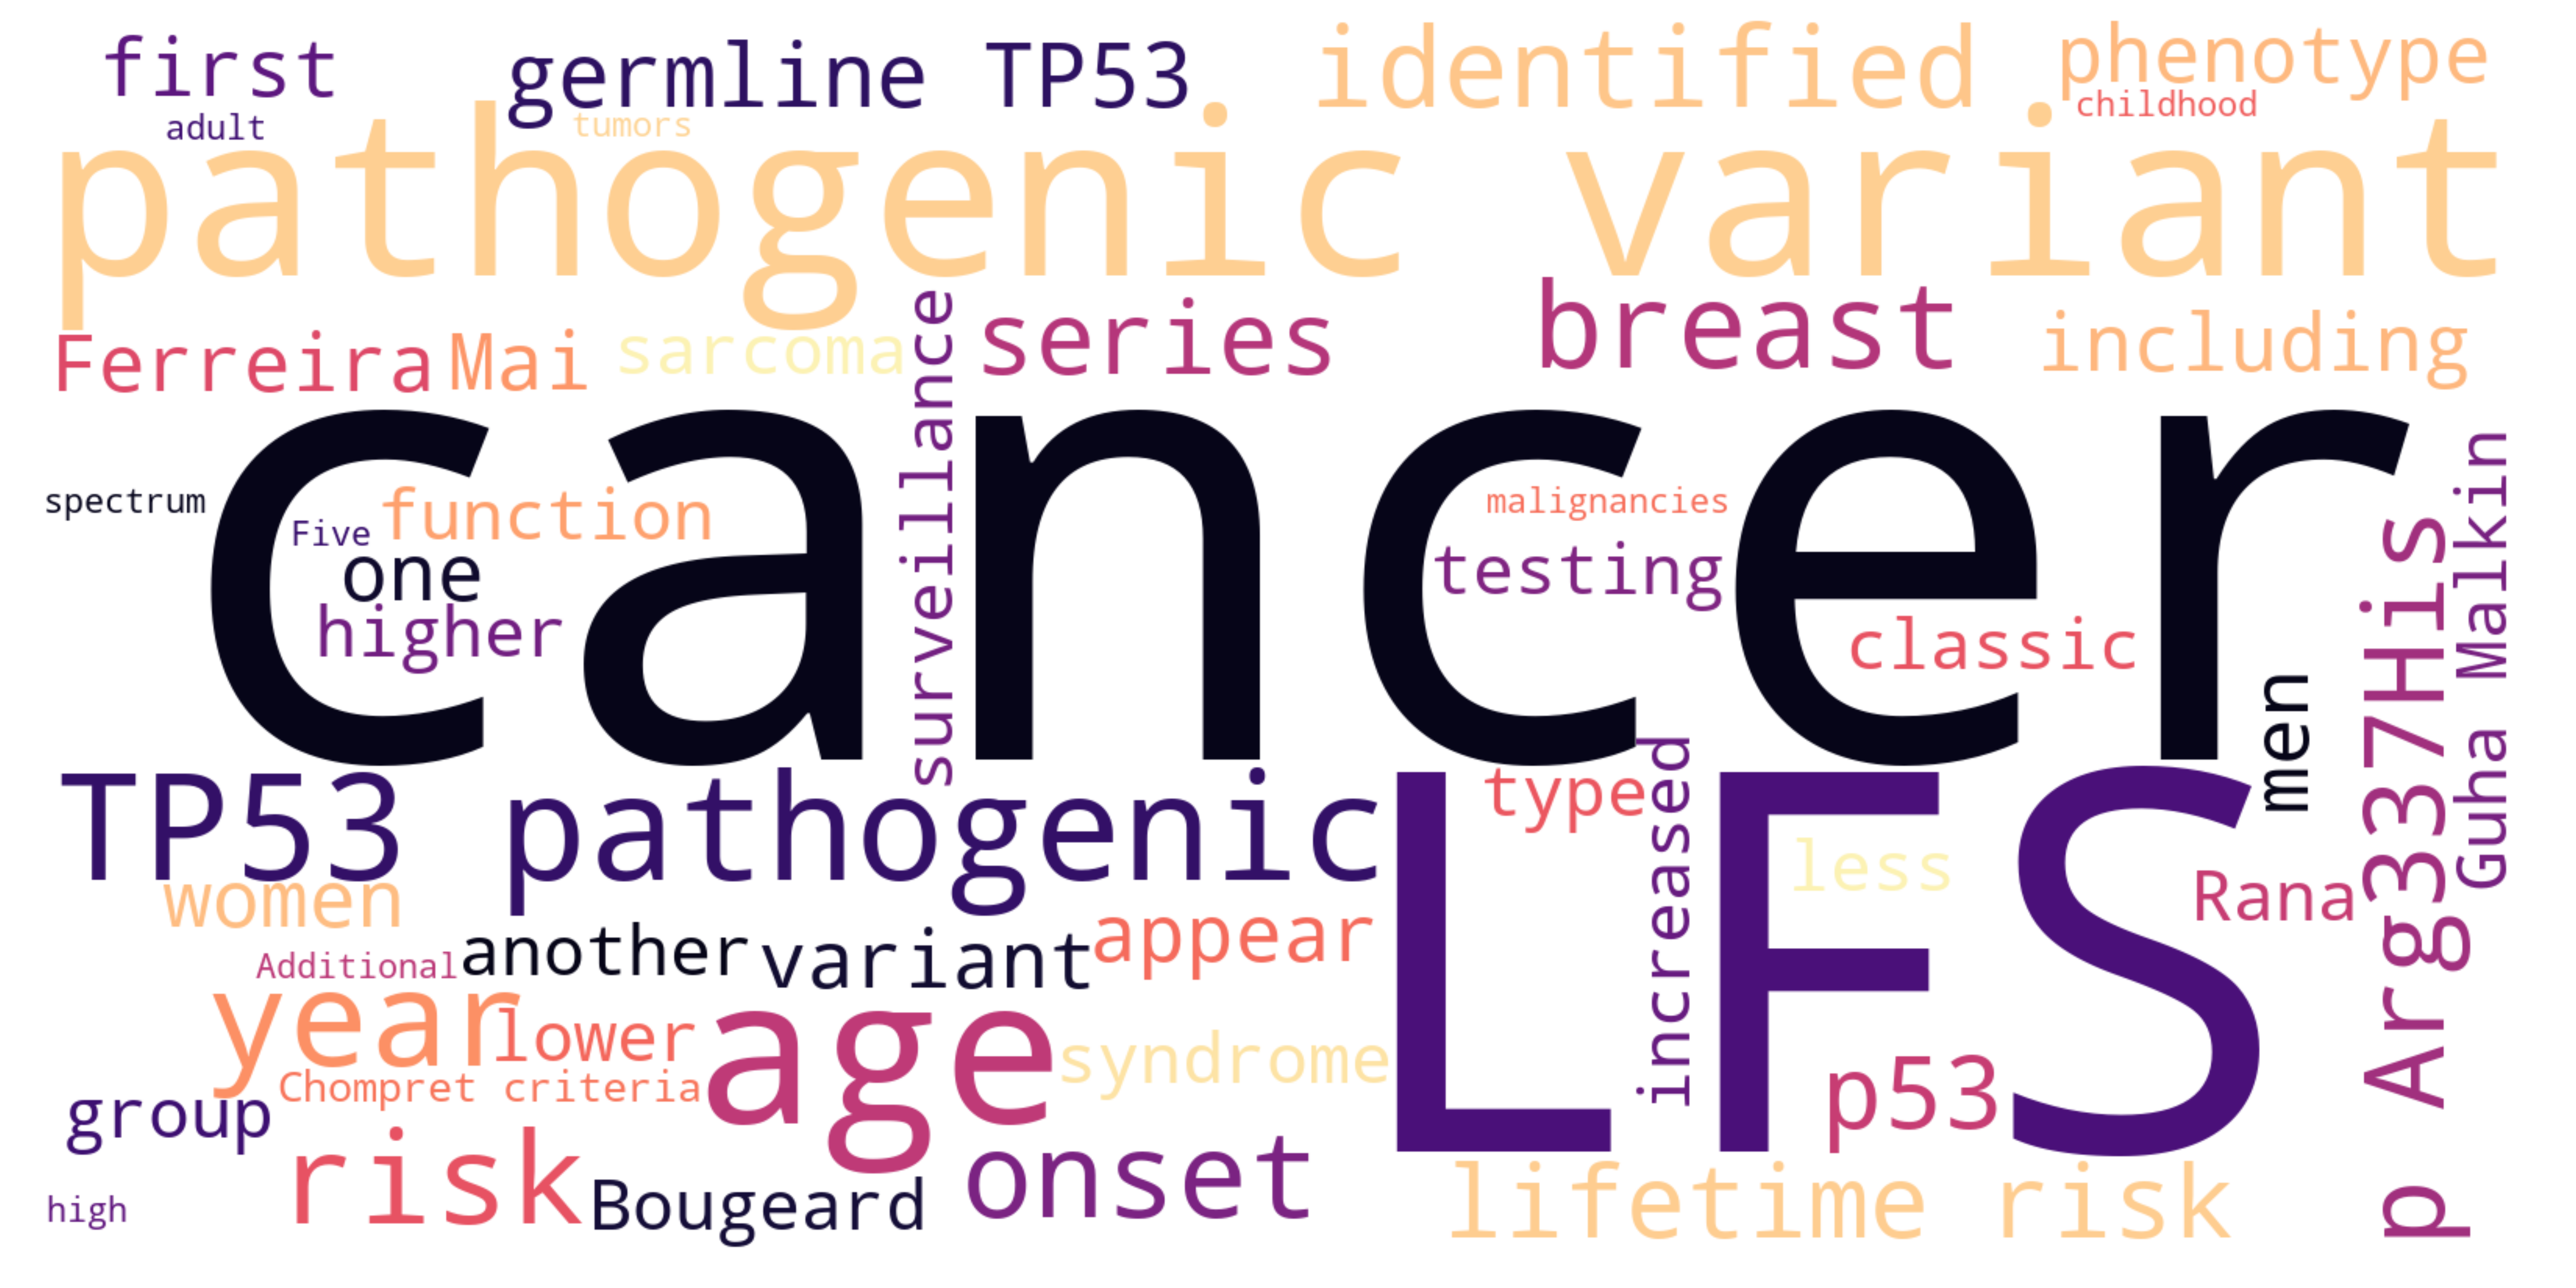 first
germline TP53
identified
phenotype
adult
tumors
childhood
pathogenic variant
Ferreira
Mai
sarcoma
surveillance
series
breast
including
cancer
spectrum
Five
function
one
higher
malignancies
testing
classic
men
p Arg337His
Guha Malkin
TP53 pathogenic
LFS
type
increased
less
Rana
women
Additional
another
variant
appear
year
lower
age
syndrome
Chompret criteria
p53
group
risk
onset
lifetime risk
high
Bougeard